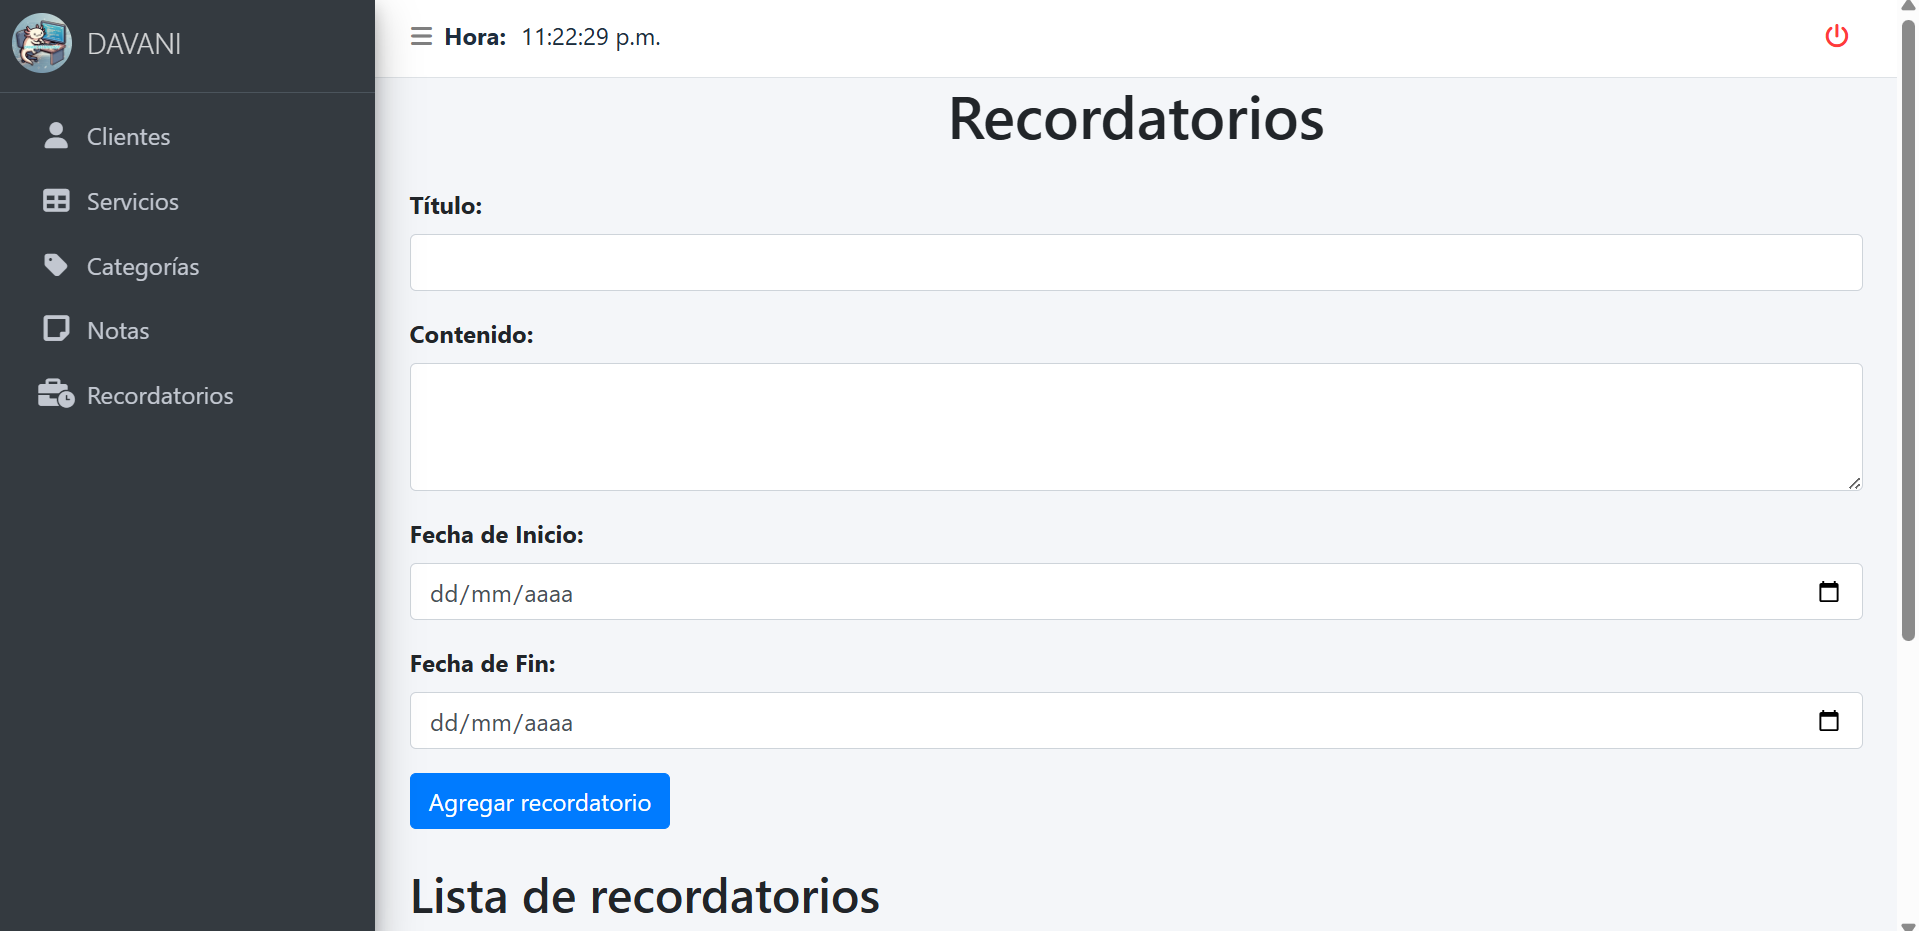 DAVANI
Clientes
Servicios
Categorías
Notas
Recordatorios
Hora: 11:22:29 p.m.
Recordatorios
Título:
Contenido:
Fecha de Inicio:
dd/mm/aaaa
Fecha de Fin:
dd/mm/aaaa
Agregar recordatorio
Lista de recordatorios